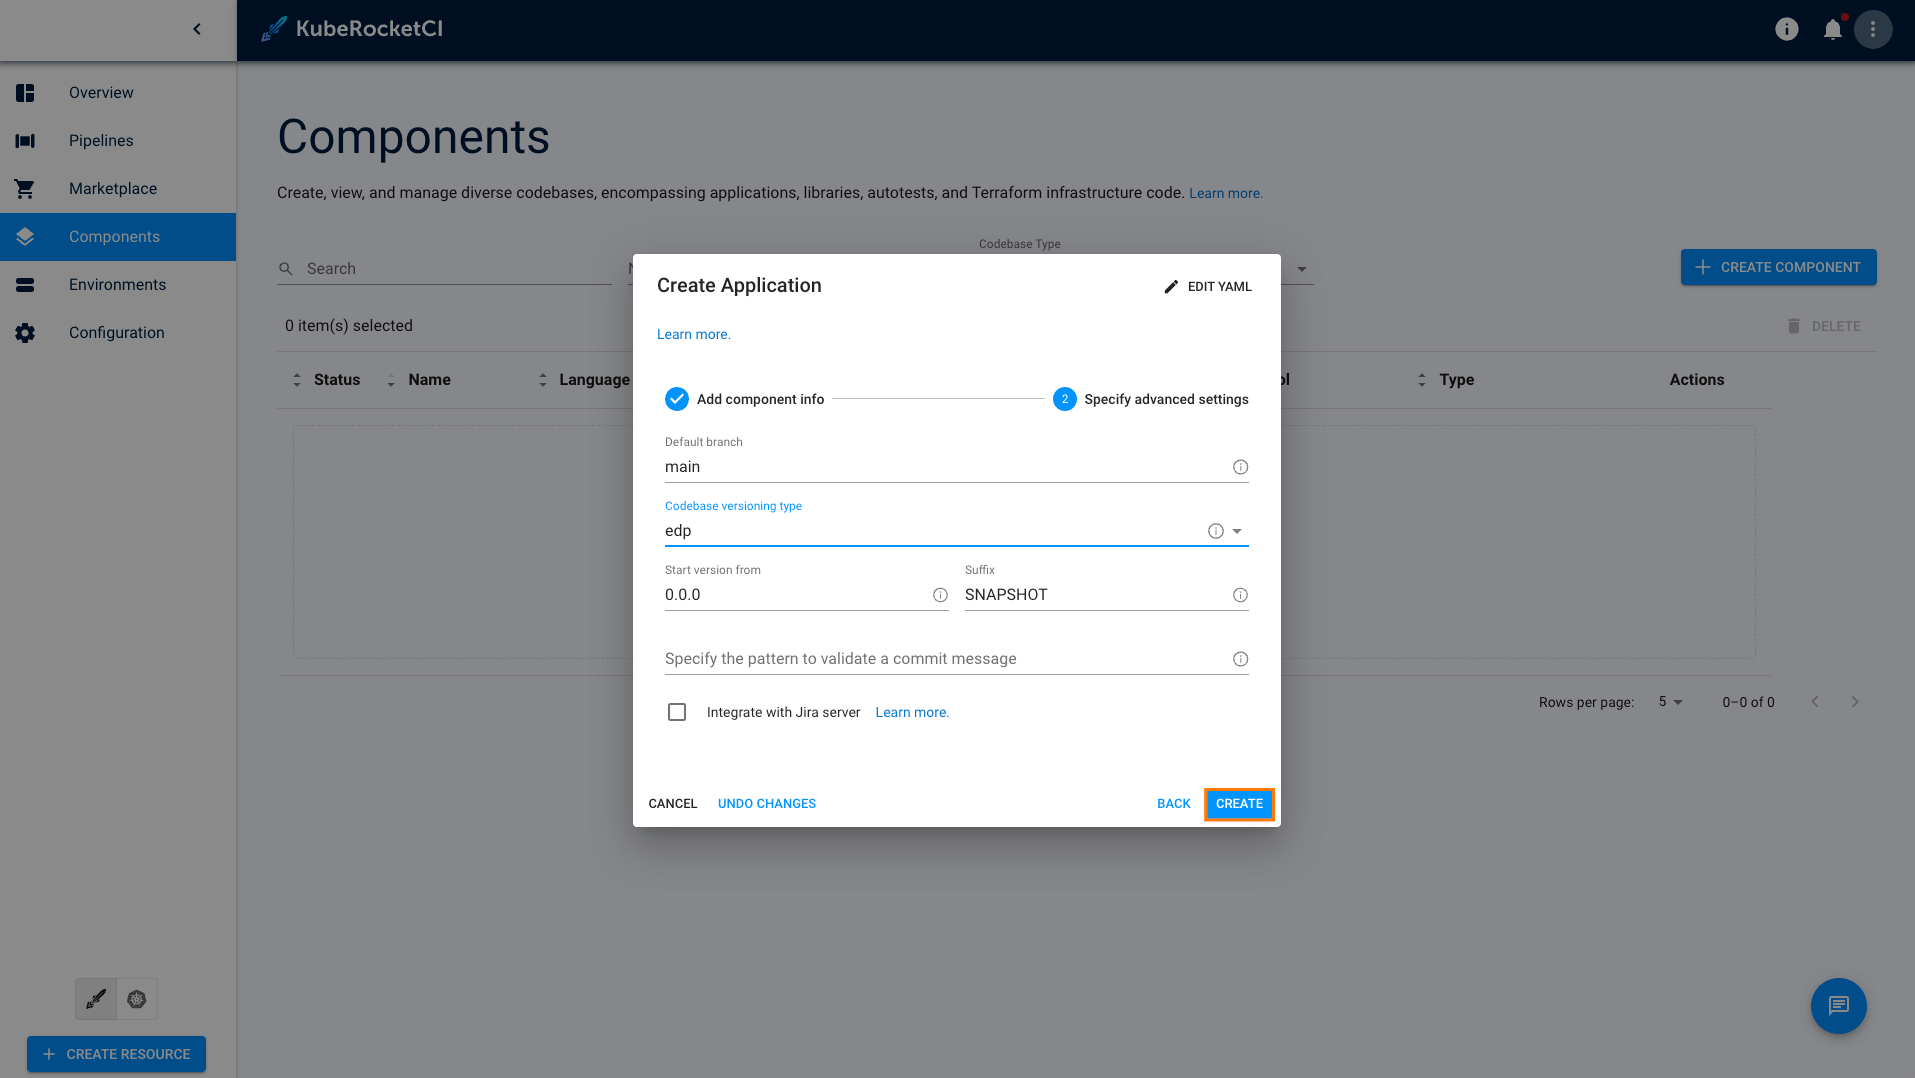 KubeRocketCI
Overview
Pipelines
Marketplace
Components
Environments
Configuration
CREATE RESOURCE
Components
Create, view, and manage diverse codebases, encompassing applications, libraries, autotests, and Terraform infrastructure code. Learn more.
Codebase Type
Search
CREATE COMPONENT
0 item(s) selected
DELETE
Status
Name
Language
Type
Actions
Rows per page: 5 0–0 of 0
Create Application
EDIT YAML
Learn more.
Add component info
2 Specify advanced settings
Default branch
main
Codebase versioning type
edp
Start version from
0.0.0
Suffix
SNAPSHOT
Specify the pattern to validate a commit message
Integrate with Jira server Learn more.
CANCEL
UNDO CHANGES
BACK
CREATE